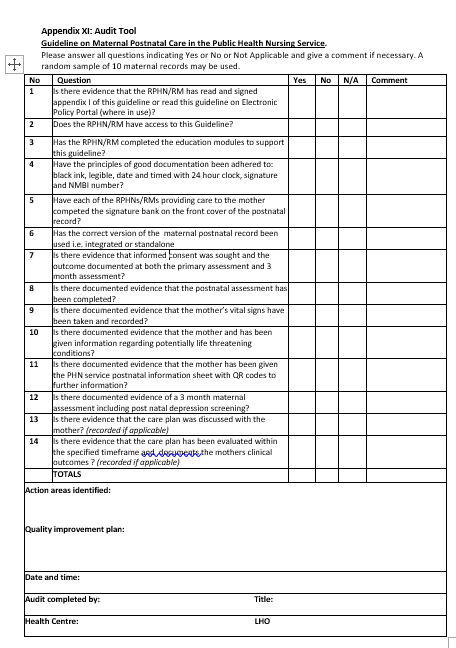 Appendix XI: Audit Tool
Guideline on Maternal Postnatal Care in the Public Health Nursing Service.
Please answer all questions indicating Yes or No or Not Applicable and give a comment if necessary. A
random sample of 10 maternal records may be used.
No Question Yes No N/A Comment
1 Is there evidence that the RPHN/RM has read and signed
appendix I of this guideline or read this guideline on Electronic
Policy Portal (where in use)?
2 Does the RPHN/RM have access to this Guideline?
3 Has the RPHN/RM completed the education modules to support
this guideline?
4 Have the principles of good documentation been adhered to:
black ink, legible, date and timed with 24 hour clock, signature
and NMBI number?
5 Have each of the RPHNs/RMs providing care to the mother
competed the signature bank on the front cover of the postnatal
record?
6 Has the correct version of the maternal postnatal record been
used i.e. integrated or standalone
7 Is there evidence that informed consent was sought and the
outcome documented at both the primary assessment and 3
month assessment?
8 Is there documented evidence that the postnatal assessment has
been completed?
9 Is there documented evidence that the mother's vital signs have
been taken and recorded?
10 Is there documented evidence that the mother and has been
given information regarding potentially life threatening
conditions?
11 Is there documented evidence that the mother has been given
the PHN service postnatal information sheet with QR codes to
further information?
12 Is there documented evidence of a 3 month maternal
assessment including post natal depression screening?
13 Is there evidence that the care plan was discussed with the
mother? (recorded if applicable)
14 Is there evidence that the care plan has been evaluated within
the specified timeframe and documents the mothers clinical
outcomes ? (recorded if applicable)
TOTALS
Action areas identified:
Quality improvement plan:
Date and time:
Audit completed by: Title:
Health Centre: LHO